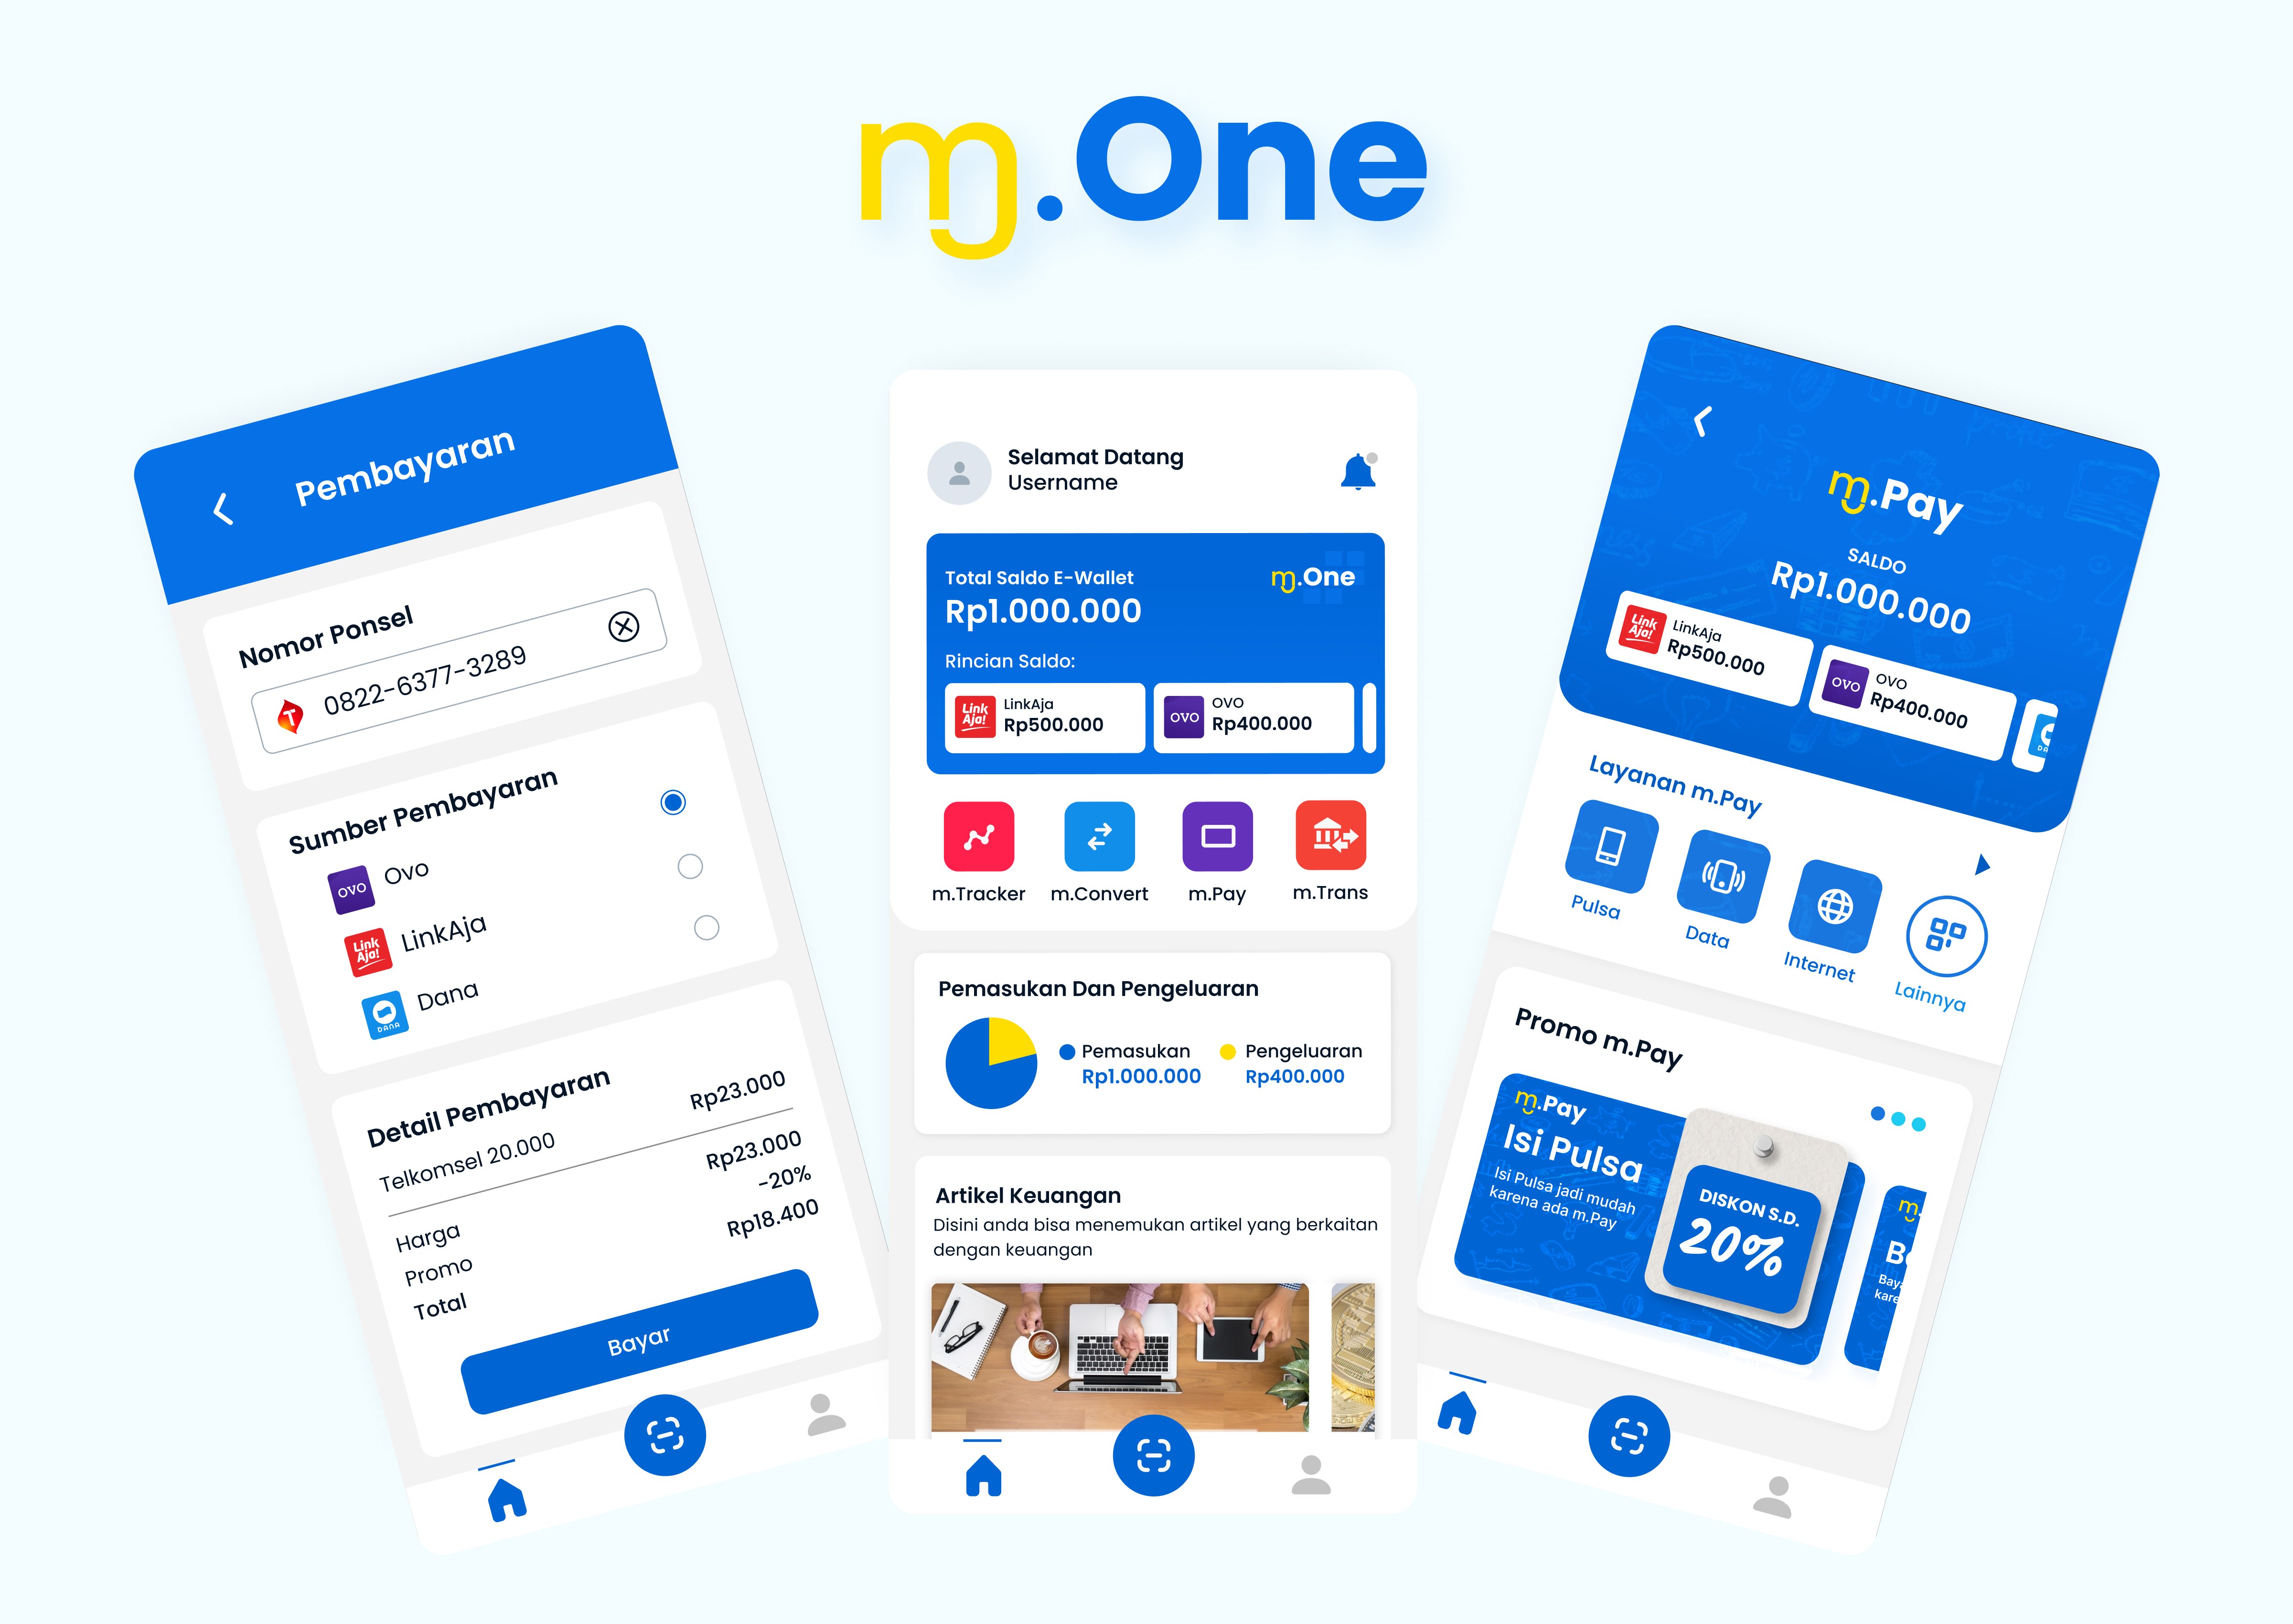 m.One
Pembayaran
Nomor Ponsel
T
0822-6377-3289
Sumber Pembayaran
OVO
Ovo
Link
Aja!
LinkAja
DANA
Dana
Detail Pembayaran
Telkomsel 20.000 Rp23.000
Harga Rp23.000
Promo -20%
Total Rp18.400
Bayar
Selamat Datang
Username
Total Saldo E-Wallet
m.One
Rp1.000.000
Rincian Saldo:
Link
Aja!
LinkAja
Rp500.000
OVO
OVO
Rp400.000
m.Tracker m.Convert m.Pay m.Trans
Pemasukan Dan Pengeluaran
Pemasukan
Rp1.000.000
Pengeluaran
Rp400.000
Artikel Keuangan
Disini anda bisa menemukan artikel yang berkaitan
dengan keuangan
m.Pay
SALDO
Rp1.000.000
Link
Aja!
LinkAja
Rp500.000
OVO
OVO
Rp400.000
DA
Layanan m.Pay
Pulsa
Data
Internet
Lainnya
Promo m.Pay
m.Pay
Isi Pulsa
Isi Pulsa jadi mudah
karena ada m.Pay
DISKON S.D.
20%
m.
Bay
kare